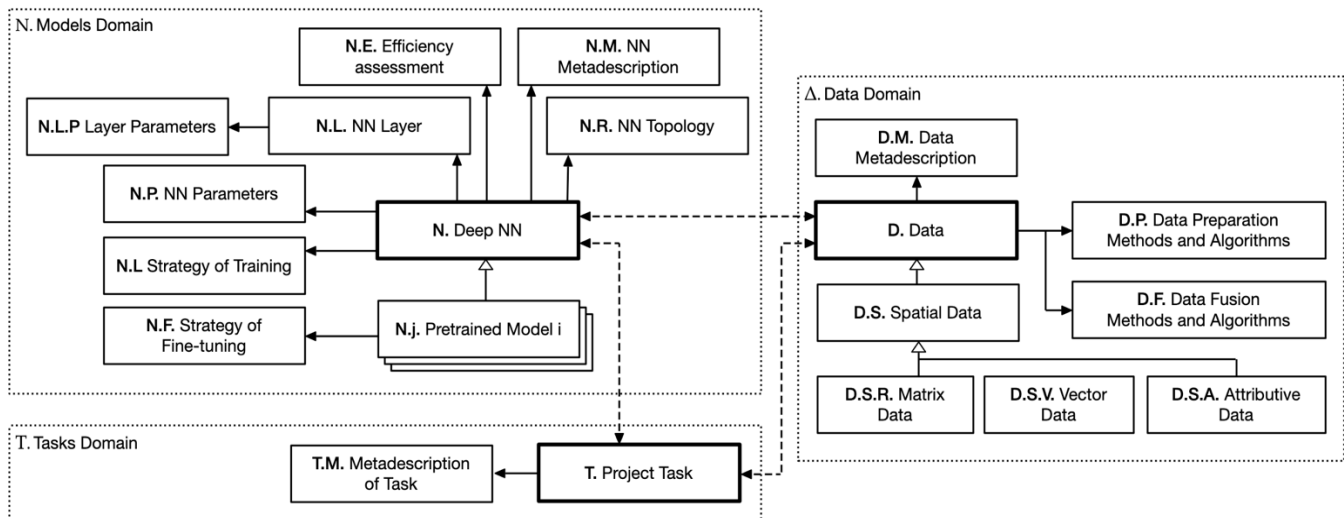 N. Models Domain
N.E. Efficiency
assessment
N.M. NN
Metadescription
N.L.P Layer Parameters
N.L. NN Layer
N.R. NN Topology
N.P. NN Parameters
N. Deep NN
N.L Strategy of Training
N.F. Strategy of
Fine-tuning
N.j. Pretrained Model i
Δ. Data Domain
D.M. Data
Metadescription
D. Data
D.P. Data Preparation
Methods and Algorithms
D.S. Spatial Data
D.F. Data Fusion
Methods and Algorithms
D.S.R. Matrix
Data
D.S.V. Vector
Data
D.S.A. Attributive
Data
T. Tasks Domain
T.M. Metadescription
of Task
T. Project Task